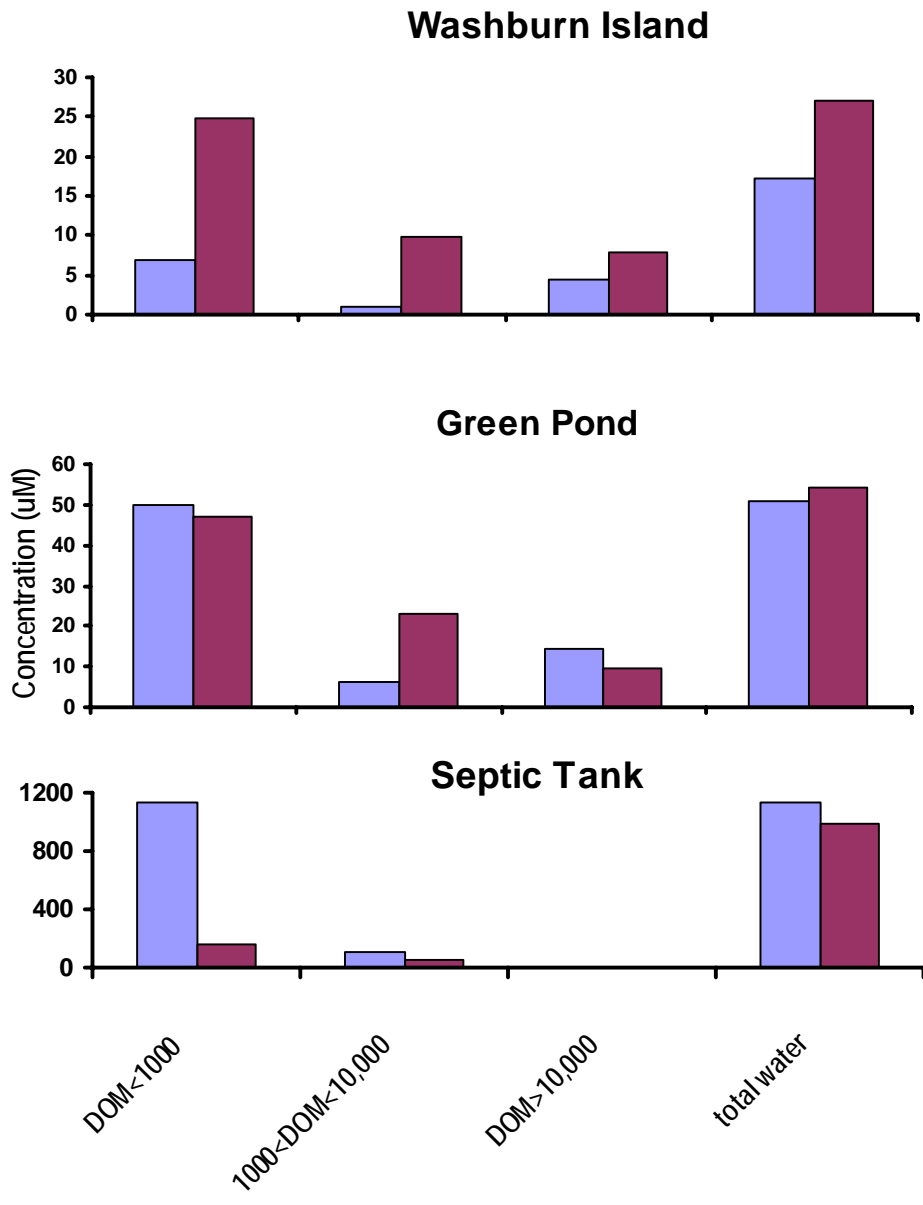 Washburn Island
30
25
20
15
10
5
0
Green Pond
Concentration (uM)
60
50
40
30
20
10
0
Septic Tank
1200
800
400
0
DOM<1000
1000<DOM<10,000
DOM>10,000
total water